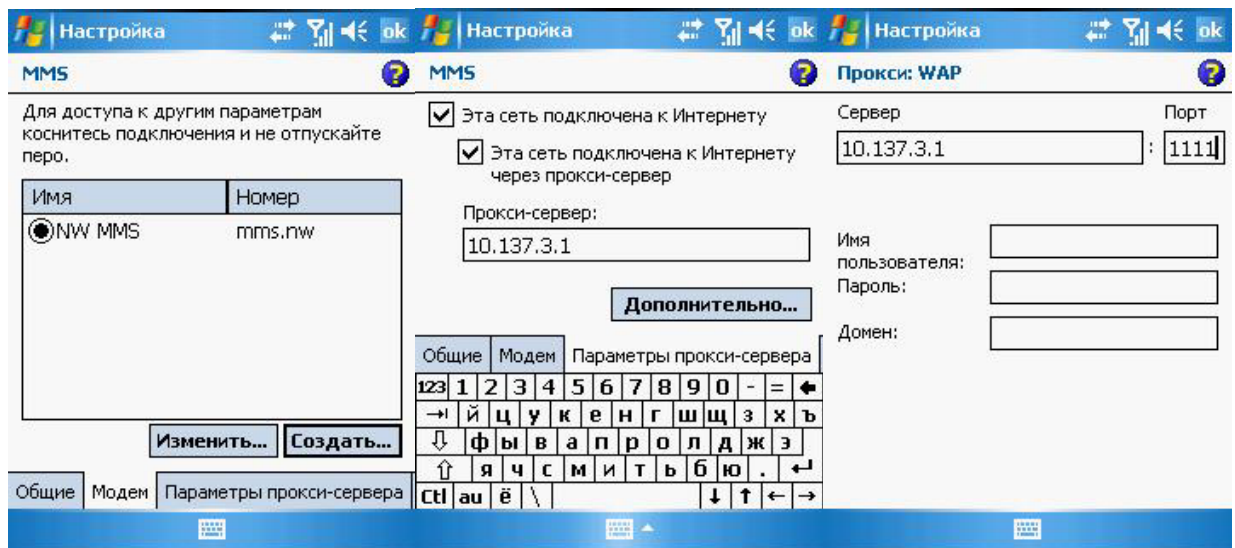 Настройка
ok
MMS
Для доступа к другим параметрам
коснитесь подключения и не отпускайте
перо.
Имя Номер
NW MMS mms.nw
Изменить... Создать...
Общие Модем Параметры прокси-сервера
Настройка
ok
MMS
Эта сеть подключена к Интернету
Эта сеть подключена к Интернету
через прокси-сервер
Прокси-сервер:
10.137.3.1
Дополнительно...
Общие Модем Параметры прокси-сервера
123 1 2 3 4 5 6 7 8 9 0 - =
й ц у к е н г ш щ з х ъ
ф ы в а п р о л д ж э
я ч с м и т ь б ю .
Ctl аu ё \
Настройка
ok
Прокси: WAP
Сервер Порт
10.137.3.1 : 1111
Имя
пользователя:
Пароль:
Домен: